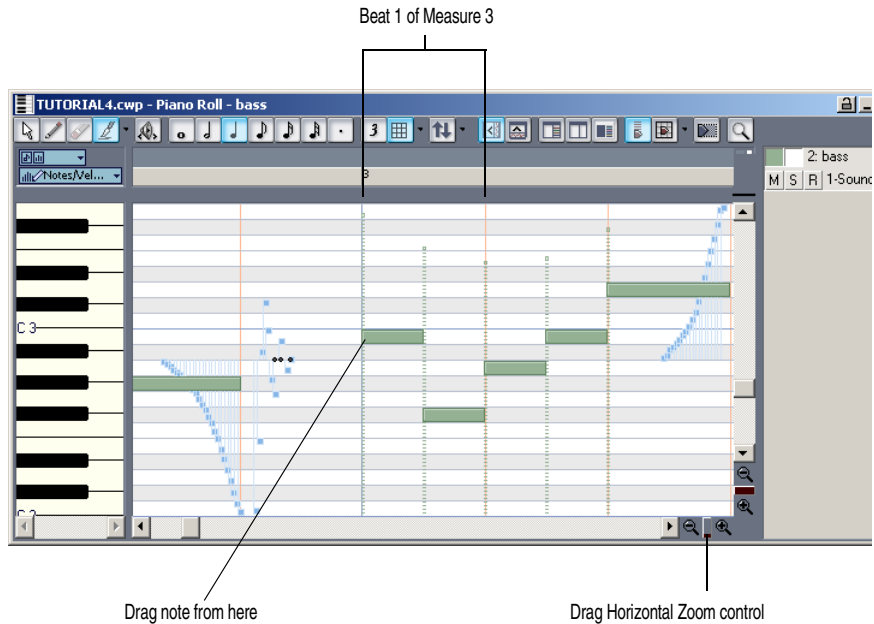 Beat 1 of Measure 3
TUTORIAL4.cwp - Piano Roll - bass
3
Notes/Vel...
3
2: bass
M S R 1-Sound
C 3
Drag note from here
Drag Horizontal Zoom control